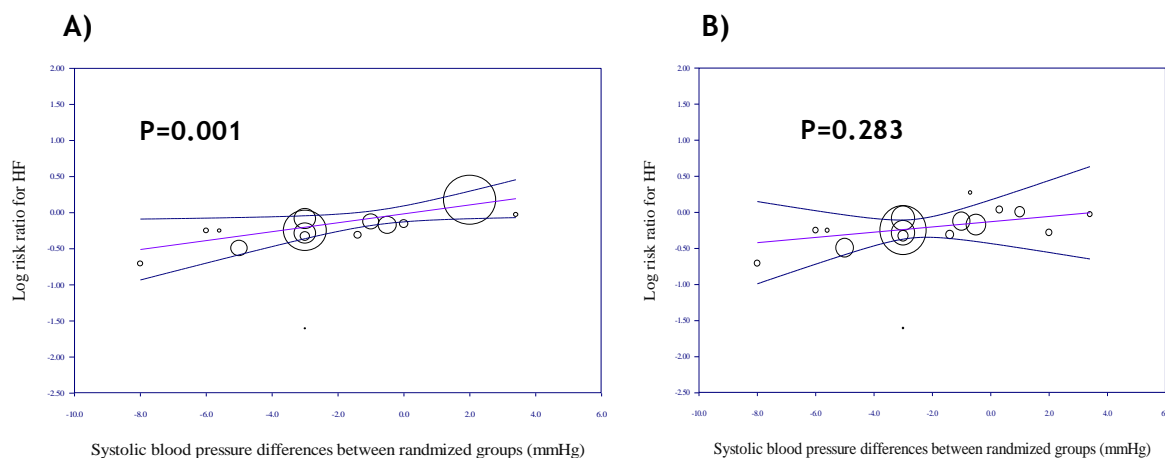 A)
B)
2.00
1.50
1.00
0.50
0.00
-0.50
-1.00
-1.50
-2.00
-2.50
Log risk ratio for HF
P=0.001
-10.0 -8.0 -6.0 -4.0 -2.0 0.0 2.0 4.0 6.0
Systolic blood pressure differences between randmized groups (mmHg)
2.00
1.50
1.00
0.50
0.00
-0.50
-1.00
-1.50
-2.00
-2.50
Log risk ratio for HF
P=0.283
-10.0 -8.0 -6.0 -4.0 -2.0 0.0 2.0 4.0 6.0
Systolic blood pressure differences between randmized groups (mmHg)